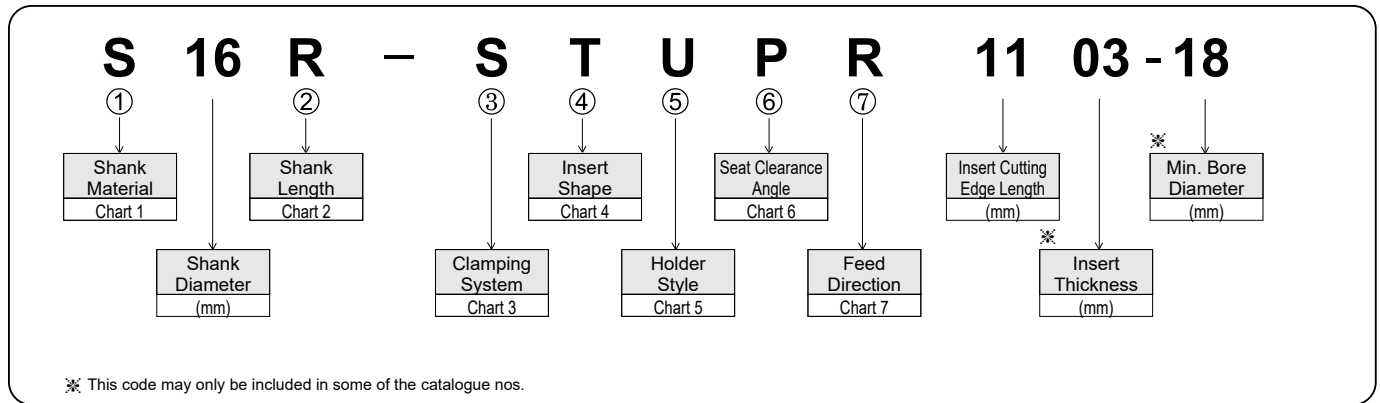 S 16 R – S T U P R 11 03 - 18
① ② ③ ④ ⑤ ⑥ ⑦
Shank
Material
Chart 1
Shank
Length
Chart 2
Insert
Shape
Chart 4
Seat Clearance
Angle
Chart 6
Insert Cutting
Edge Length
(mm)
※
Min. Bore
Diameter
(mm)
Shank
Diameter
(mm)
Clamping
System
Chart 3
Holder
Style
Chart 5
Feed
Direction
Chart 7
※
Insert
Thickness
(mm)
※ This code may only be included in some of the catalogue nos.